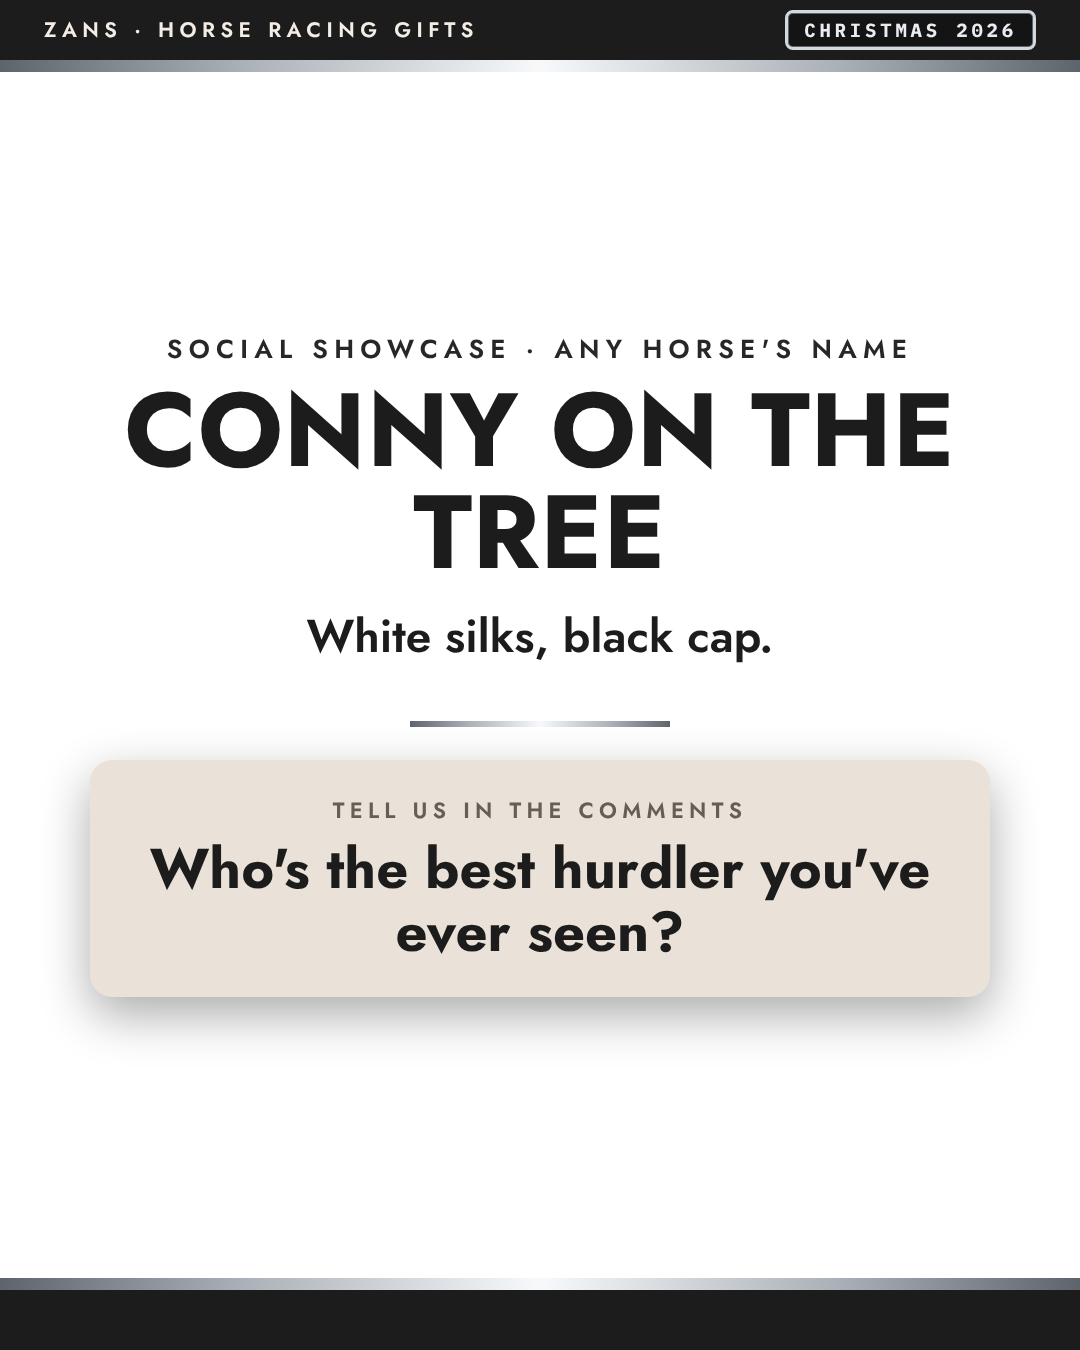 ZANS · HORSE RACING GIFTS
CHRISTMAS 2026
SOCIAL SHOWCASE · ANY HORSE'S NAME
CONNY ON THE
TREE
White silks, black cap.
TELL US IN THE COMMENTS
Who's the best hurdler you've
ever seen?